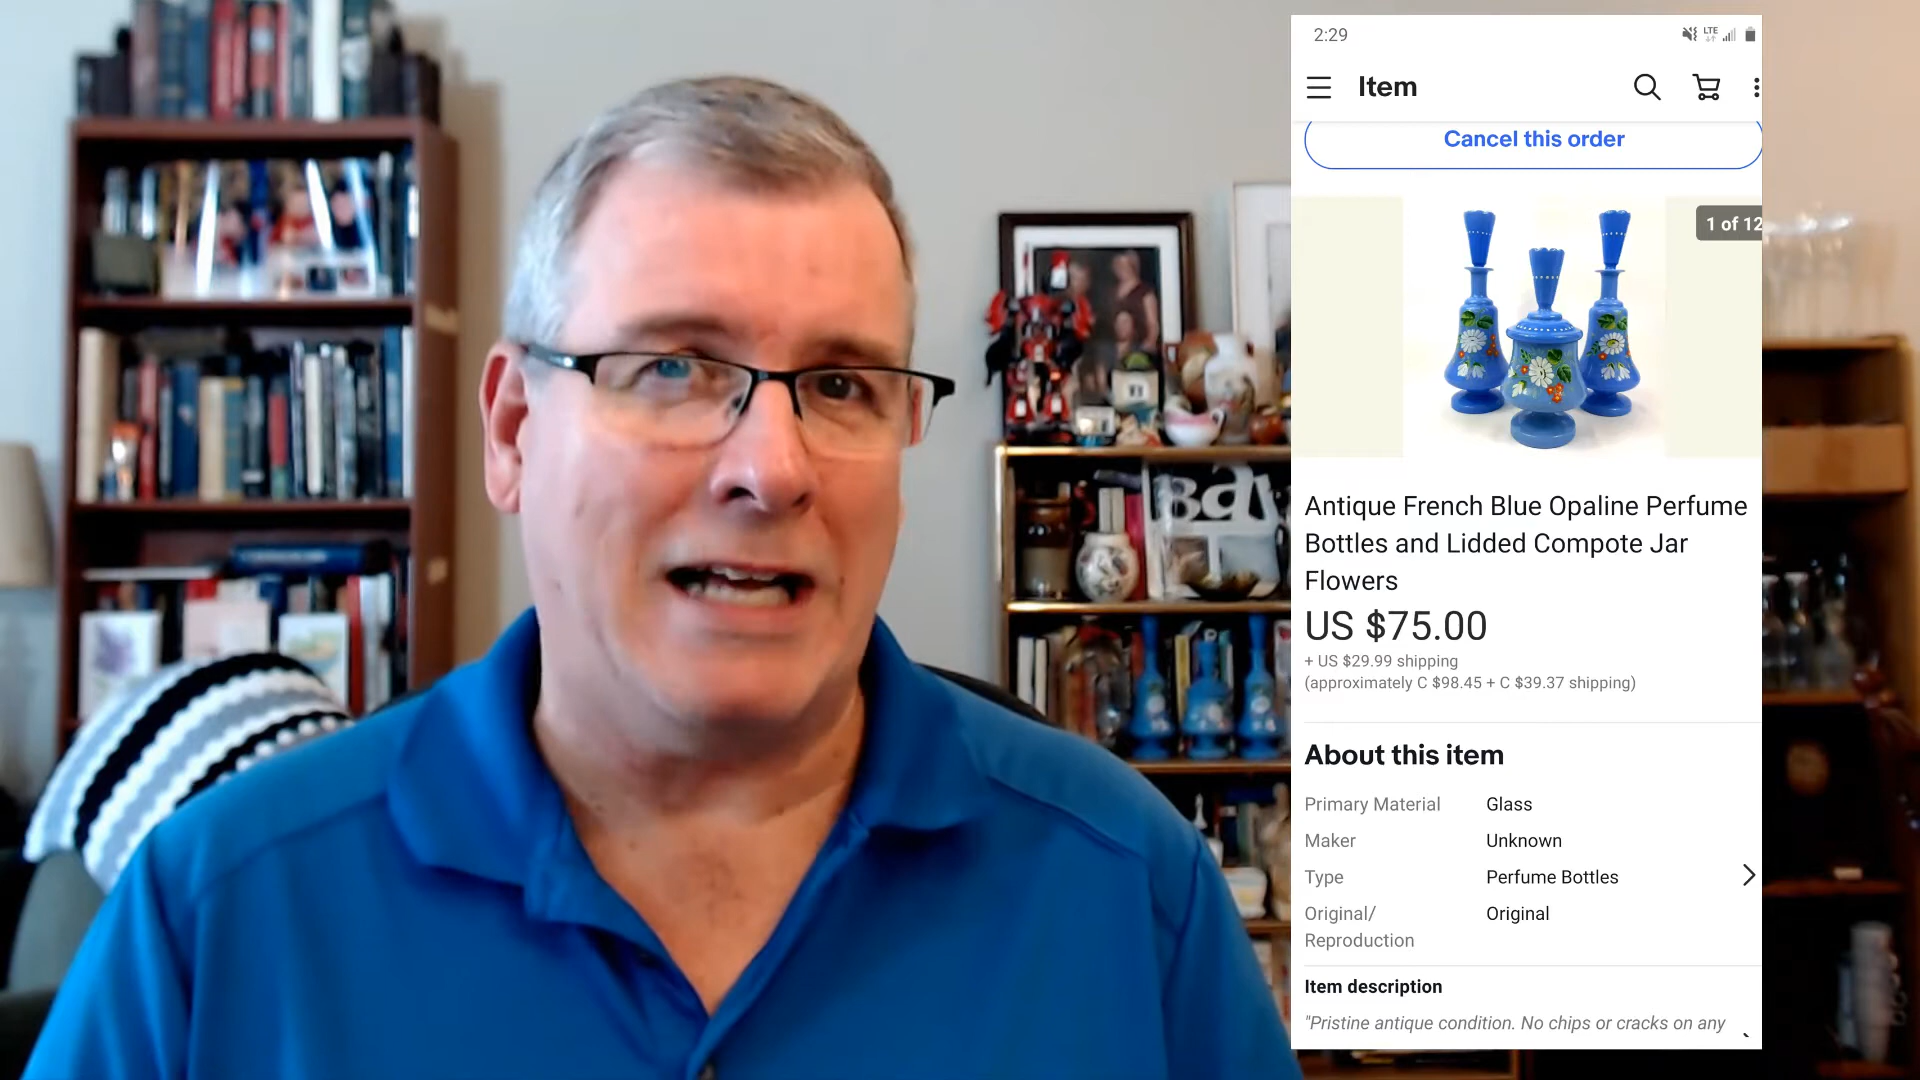 2:29
LTE
Item
Cancel this order
1 of 12
Antique French Blue Opaline Perfume
Bottles and Lidded Compote Jar
Flowers
US $75.00
+ US $29.99 shipping
(approximately C $98.45 + C $39.37 shipping)
About this item
Primary Material Glass
Maker Unknown
Type Perfume Bottles
Original/ Original
Reproduction
Item description
"Pristine antique condition. No chips or cracks on any